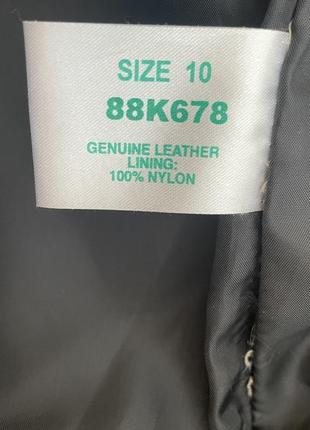 SIZE 10
88K678
GENUINE LEATHER
LINING:
100% NYLON